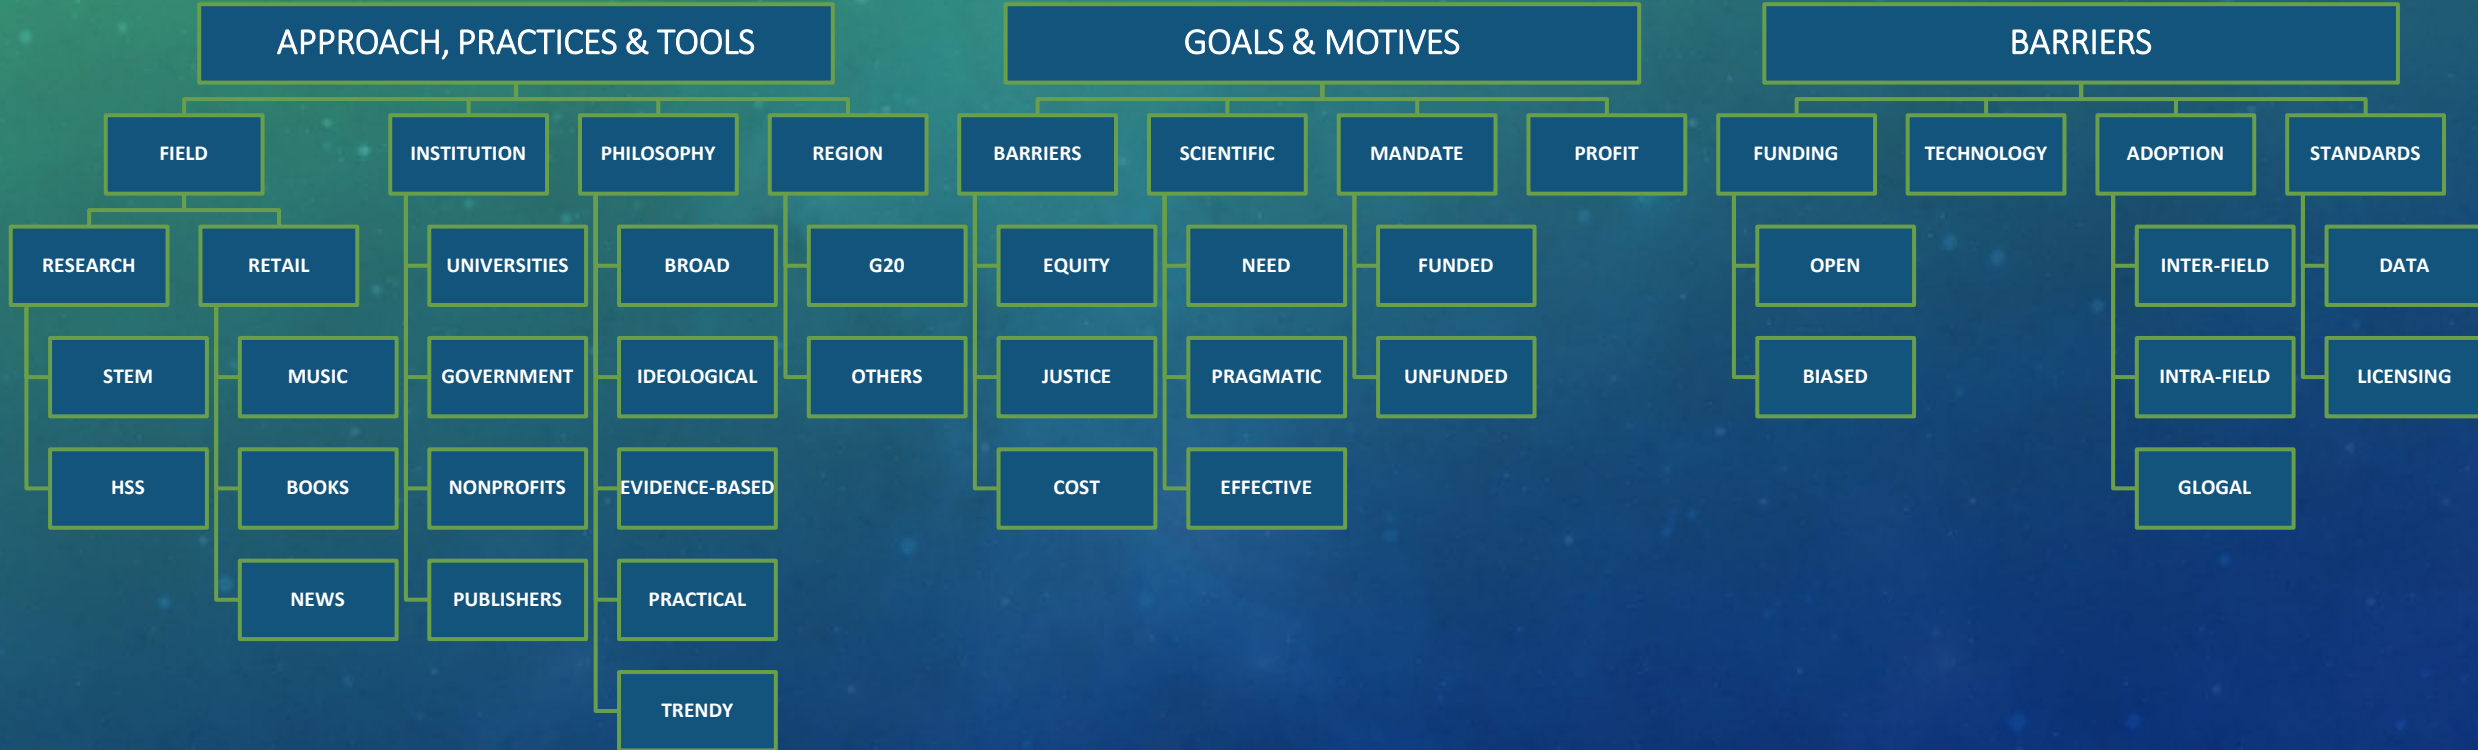 APPROACH, PRACTICES & TOOLS
GOALS & MOTIVES
BARRIERS
FIELD
INSTITUTION
PHILOSOPHY
REGION
BARRIERS
SCIENTIFIC
MANDATE
PROFIT
FUNDING
TECHNOLOGY
ADOPTION
STANDARDS
RESEARCH
RETAIL
UNIVERSITIES
BROAD
G20
EQUITY
NEED
FUNDED
OPEN
INTER-FIELD
DATA
STEM
MUSIC
GOVERNMENT
IDEOLOGICAL
OTHERS
JUSTICE
PRAGMATIC
UNFUNDED
BIASED
INTRA-FIELD
LICENSING
HSS
BOOKS
NONPROFITS
EVIDENCE-BASED
COST
EFFECTIVE
GLOGAL
NEWS
PUBLISHERS
PRACTICAL
TRENDY